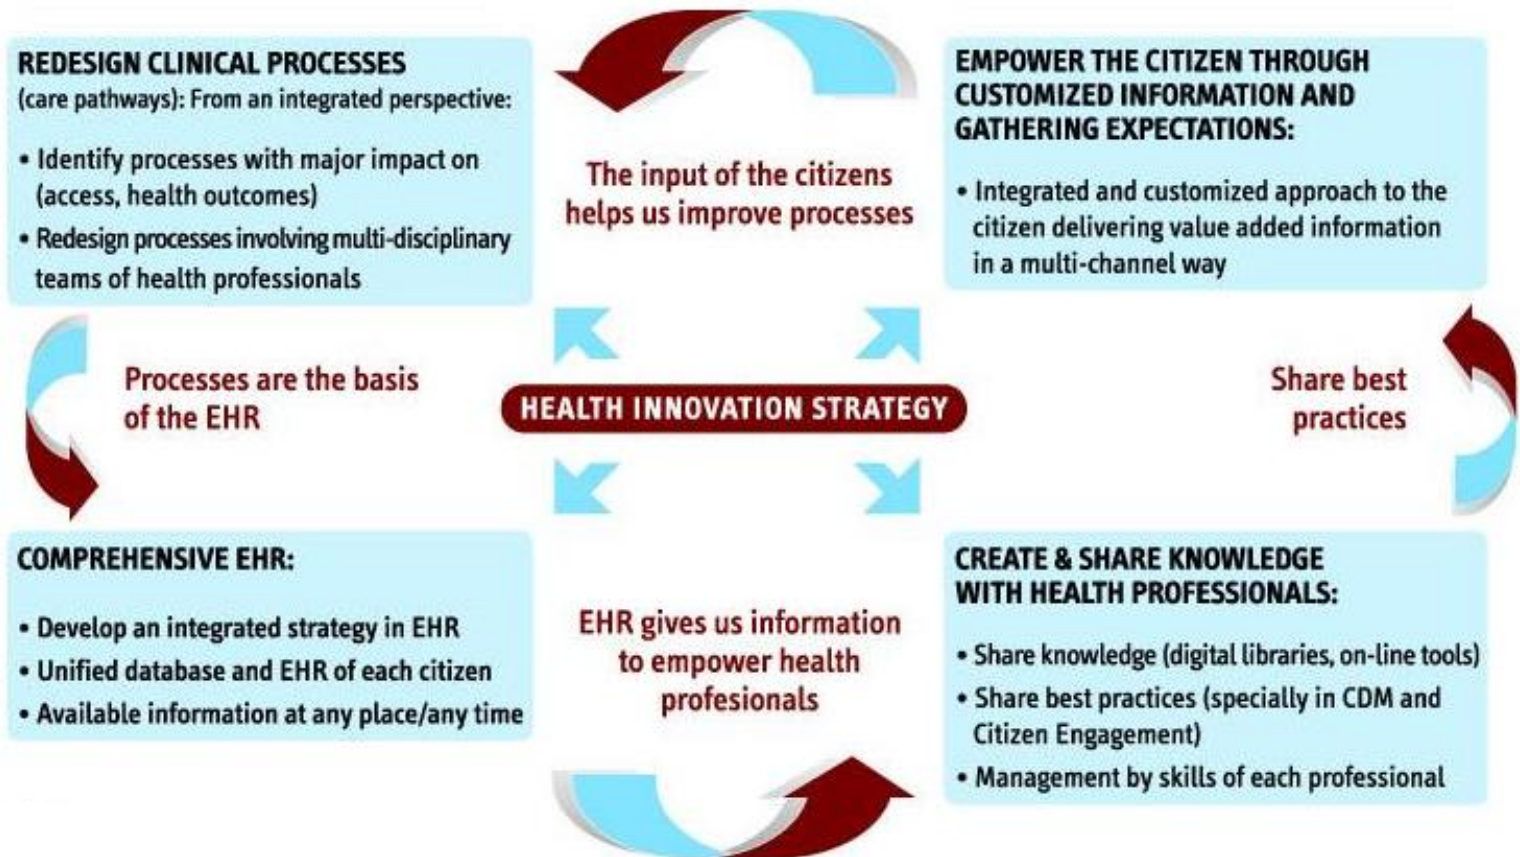 REDESIGN CLINICAL PROCESSES
(care pathways): From an integrated perspective:
• Identify processes with major impact on
(access, health outcomes)
• Redesign processes involving multi-disciplinary
teams of health professionals
The input of the citizens
helps us improve processes
EMPOWER THE CITIZEN THROUGH
CUSTOMIZED INFORMATION AND
GATHERING EXPECTATIONS:
• Integrated and customized approach to the
citizen delivering value added information
in a multi-channel way
Processes are the basis
of the EHR
HEALTH INNOVATION STRATEGY
Share best
practices
COMPREHENSIVE EHR:
• Develop an integrated strategy in EHR
• Unified database and EHR of each citizen
• Available information at any place/any time
EHR gives us information
to empower health
profesionals
CREATE & SHARE KNOWLEDGE
WITH HEALTH PROFESSIONALS:
• Share knowledge (digital libraries, on-line tools)
• Share best practices (specially in CDM and
Citizen Engagement)
• Management by skills of each professional